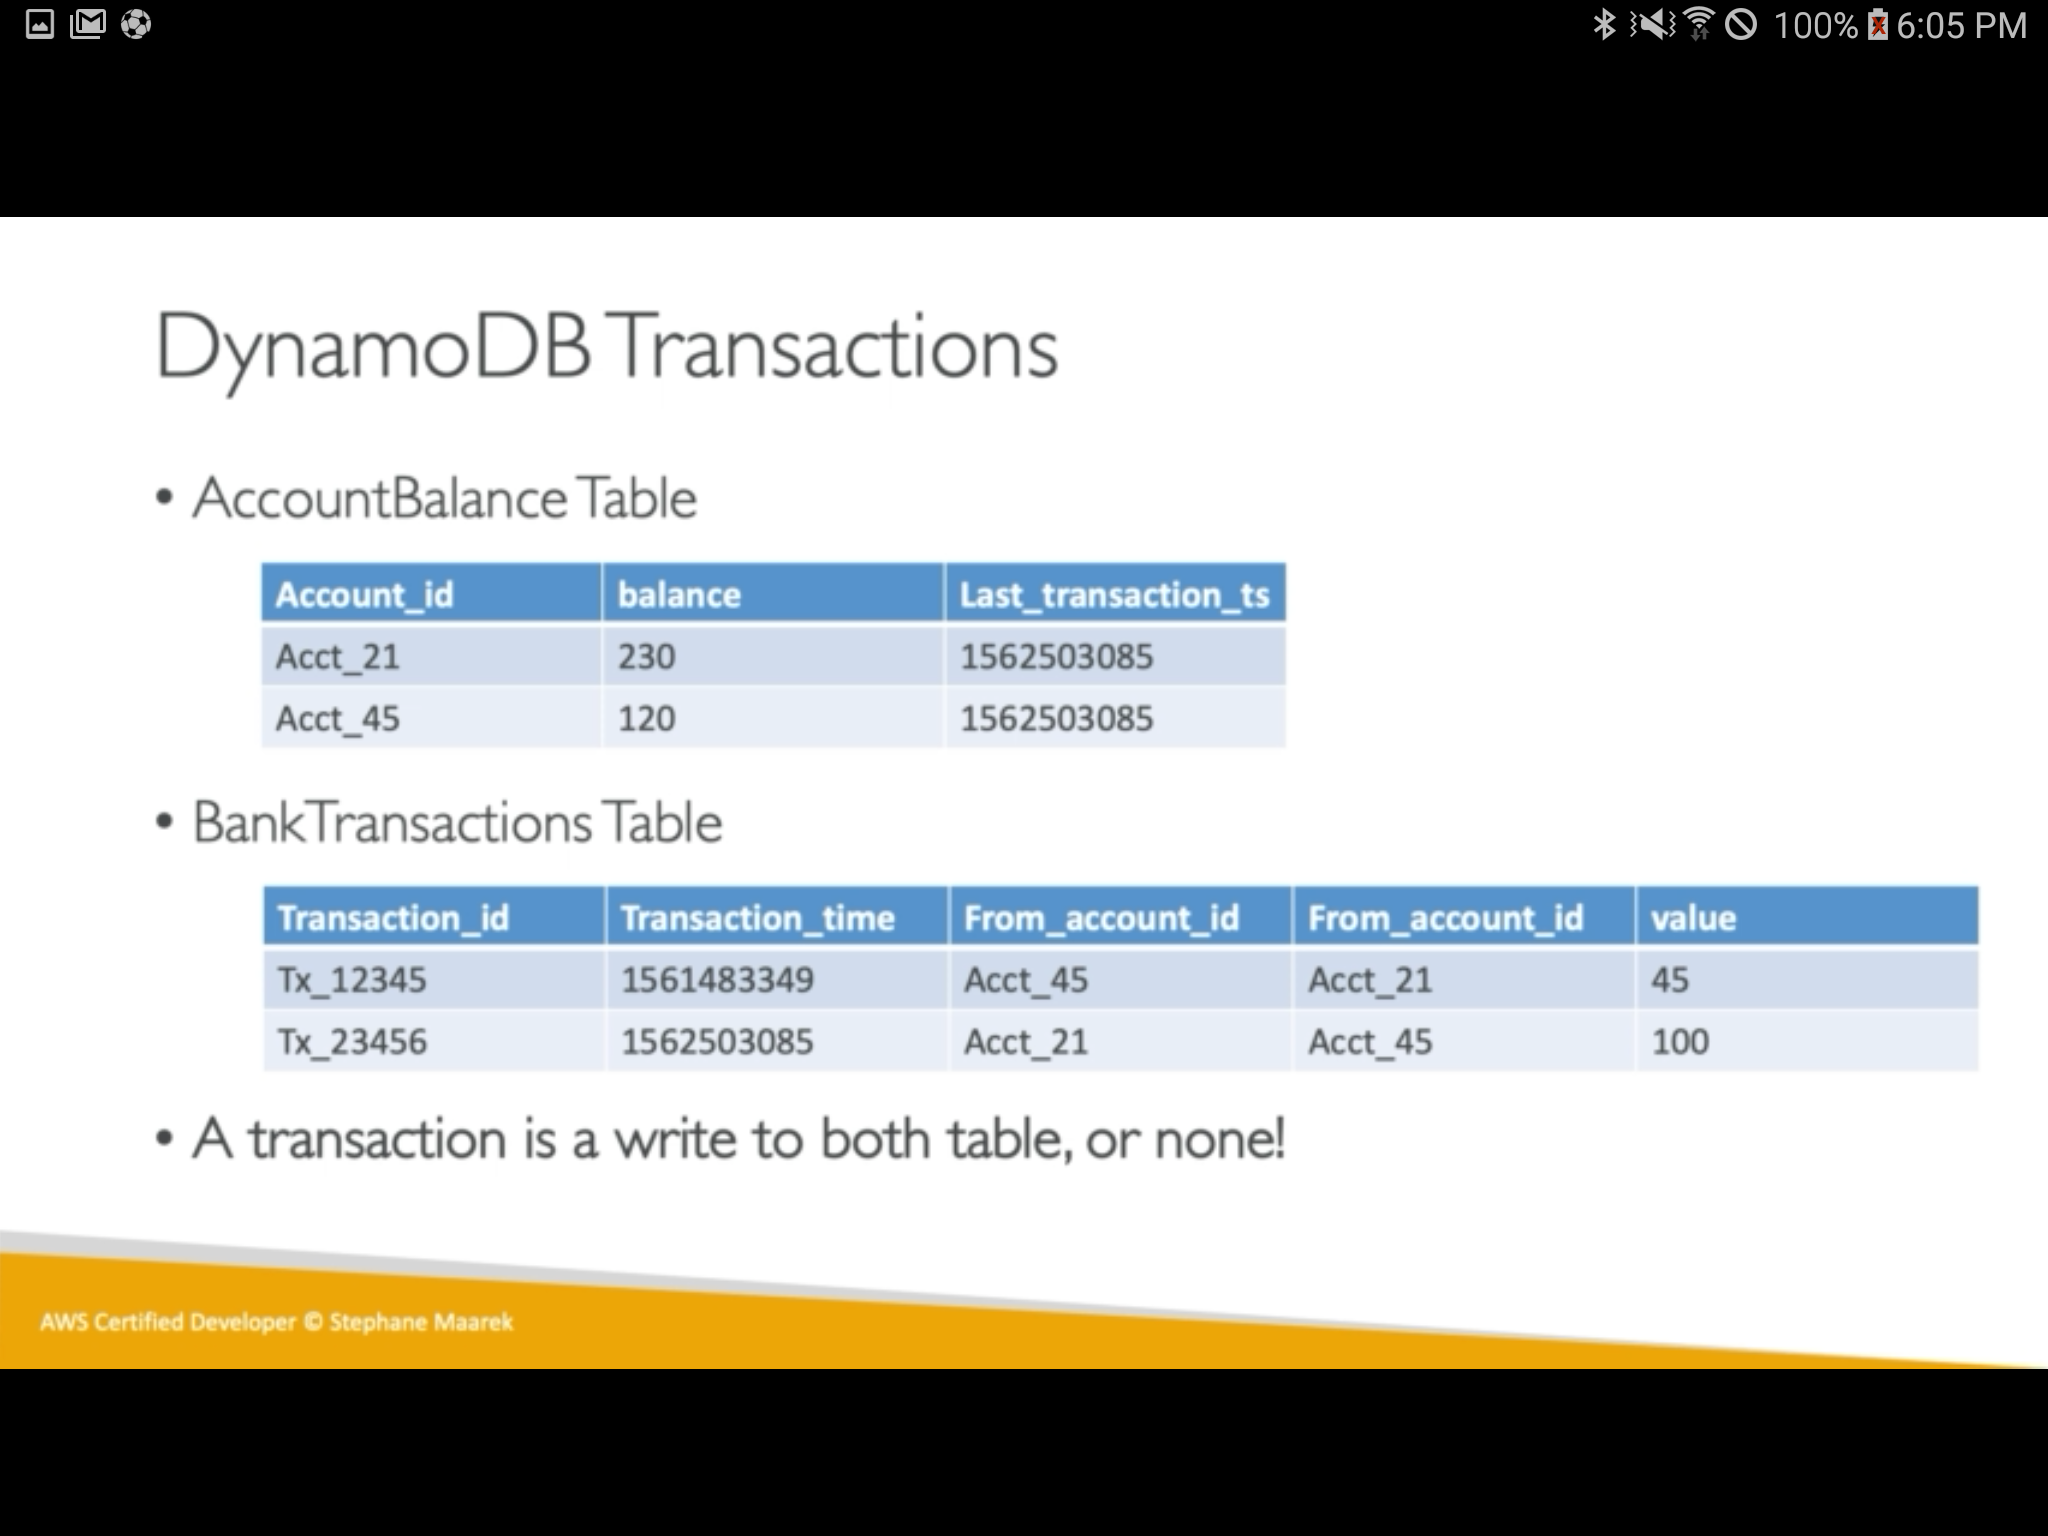 100% 6:05 PM
DynamoDB Transactions
• AccountBalance Table
Account_id balance Last_transaction_ts
Acct_21 230 1562503085
Acct_45 120 1562503085
• BankTransactions Table
Transaction_id Transaction_time From_account_id From_account_id value
Tx_12345 1561483349 Acct_45 Acct_21 45
Tx_23456 1562503085 Acct_21 Acct_45 100
• A transaction is a write to both table, or none!
AWS Certified Developer © Stephane Maarek